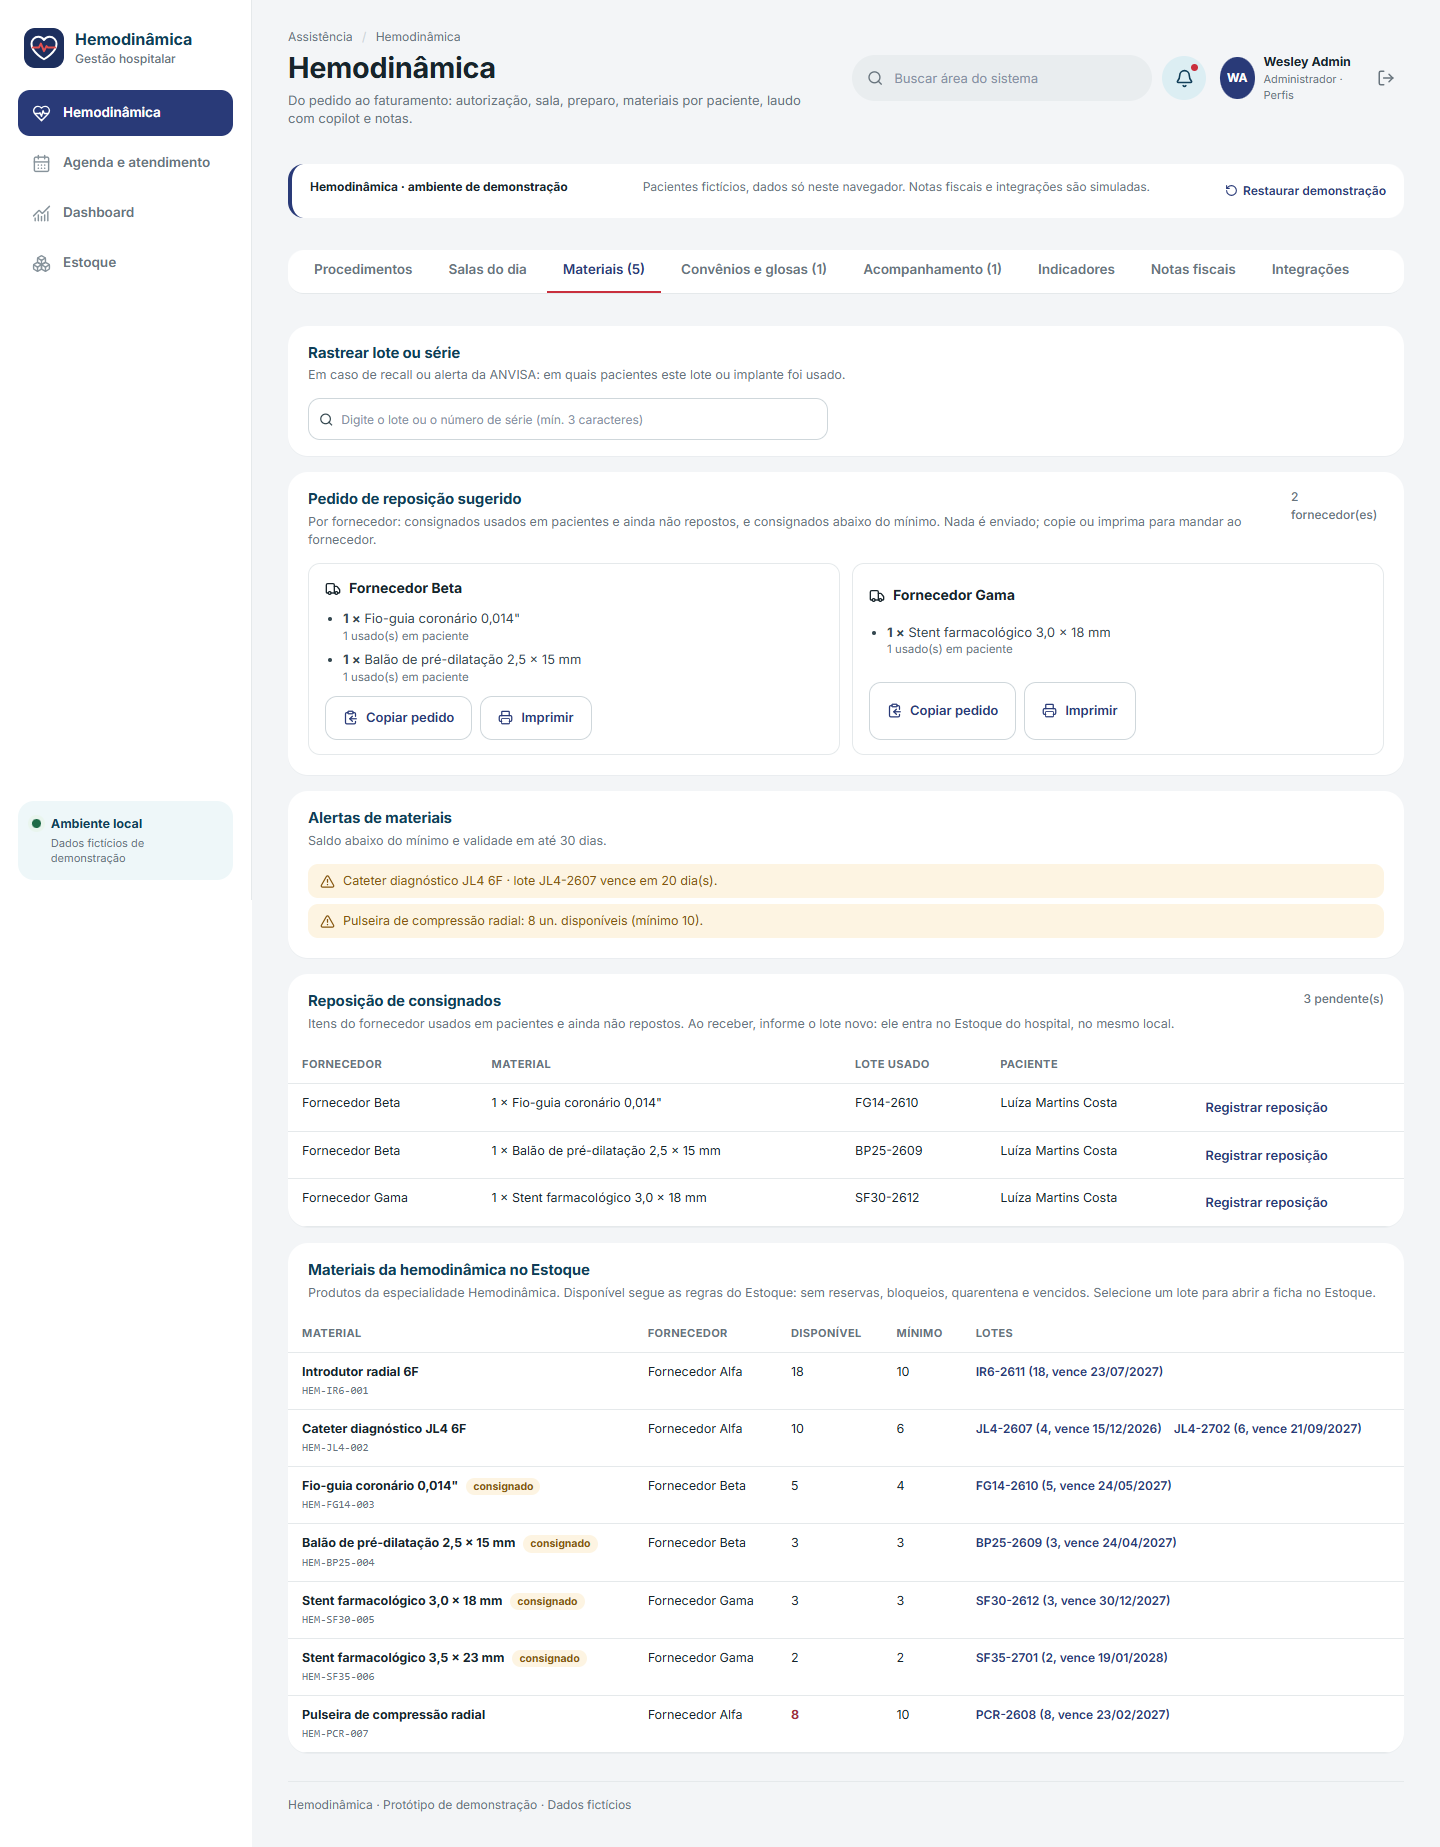 Hemodinâmica
Gestão hospitalar
Hemodinâmica
Agenda e atendimento
Dashboard
Estoque
Ambiente local
Dados fictícios de
demonstração
Assistência / Hemodinâmica
Hemodinâmica
Do pedido ao faturamento: autorização, sala, preparo, materiais por paciente, laudo
com copilot e notas.
Buscar área do sistema
WA
Wesley Admin
Administrador ·
Perfis
Hemodinâmica · ambiente de demonstração
Pacientes fictícios, dados só neste navegador. Notas fiscais e integrações são simuladas.
Restaurar demonstração
Procedimentos Salas do dia Materiais (5) Convênios e glosas (1) Acompanhamento (1) Indicadores Notas fiscais Integrações
Rastrear lote ou série
Em caso de recall ou alerta da ANVISA: em quais pacientes este lote ou implante foi usado.
Digite o lote ou o número de série (mín. 3 caracteres)
Pedido de reposição sugerido
Por fornecedor: consignados usados em pacientes e ainda não repostos, e consignados abaixo do mínimo. Nada é enviado; copie ou imprima para mandar ao
fornecedor.
2
fornecedor(es)
Fornecedor Beta
• 1 × Fio-guia coronário 0,014"
1 usado(s) em paciente
• 1 × Balão de pré-dilatação 2,5 × 15 mm
1 usado(s) em paciente
Copiar pedido Imprimir
Fornecedor Gama
• 1 × Stent farmacológico 3,0 × 18 mm
1 usado(s) em paciente
Copiar pedido Imprimir
Alertas de materiais
Saldo abaixo do mínimo e validade em até 30 dias.
Cateter diagnóstico JL4 6F · lote JL4-2607 vence em 20 dia(s).
Pulseira de compressão radial: 8 un. disponíveis (mínimo 10).
Reposição de consignados
3 pendente(s)
Itens do fornecedor usados em pacientes e ainda não repostos. Ao receber, informe o lote novo: ele entra no Estoque do hospital, no mesmo local.
FORNECEDOR MATERIAL LOTE USADO PACIENTE
Fornecedor Beta 1 × Fio-guia coronário 0,014" FG14-2610 Luíza Martins Costa Registrar reposição
Fornecedor Beta 1 × Balão de pré-dilatação 2,5 × 15 mm BP25-2609 Luíza Martins Costa Registrar reposição
Fornecedor Gama 1 × Stent farmacológico 3,0 × 18 mm SF30-2612 Luíza Martins Costa Registrar reposição
Materiais da hemodinâmica no Estoque
Produtos da especialidade Hemodinâmica. Disponível segue as regras do Estoque: sem reservas, bloqueios, quarentena e vencidos. Selecione um lote para abrir a ficha no Estoque.
MATERIAL FORNECEDOR DISPONÍVEL MÍNIMO LOTES
Introdutor radial 6F Fornecedor Alfa 18 10 IR6-2611 (18, vence 23/07/2027)
HEM-IR6-001
Cateter diagnóstico JL4 6F Fornecedor Alfa 10 6 JL4-2607 (4, vence 15/12/2026) JL4-2702 (6, vence 21/09/2027)
HEM-JL4-002
Fio-guia coronário 0,014" consignado Fornecedor Beta 5 4 FG14-2610 (5, vence 24/05/2027)
HEM-FG14-003
Balão de pré-dilatação 2,5 × 15 mm consignado Fornecedor Beta 3 3 BP25-2609 (3, vence 24/04/2027)
HEM-BP25-004
Stent farmacológico 3,0 × 18 mm consignado Fornecedor Gama 3 3 SF30-2612 (3, vence 30/12/2027)
HEM-SF30-005
Stent farmacológico 3,5 × 23 mm consignado Fornecedor Gama 2 2 SF35-2701 (2, vence 19/01/2028)
HEM-SF35-006
Pulseira de compressão radial Fornecedor Alfa 8 10 PCR-2608 (8, vence 23/02/2027)
HEM-PCR-007
Hemodinâmica · Protótipo de demonstração · Dados fictícios